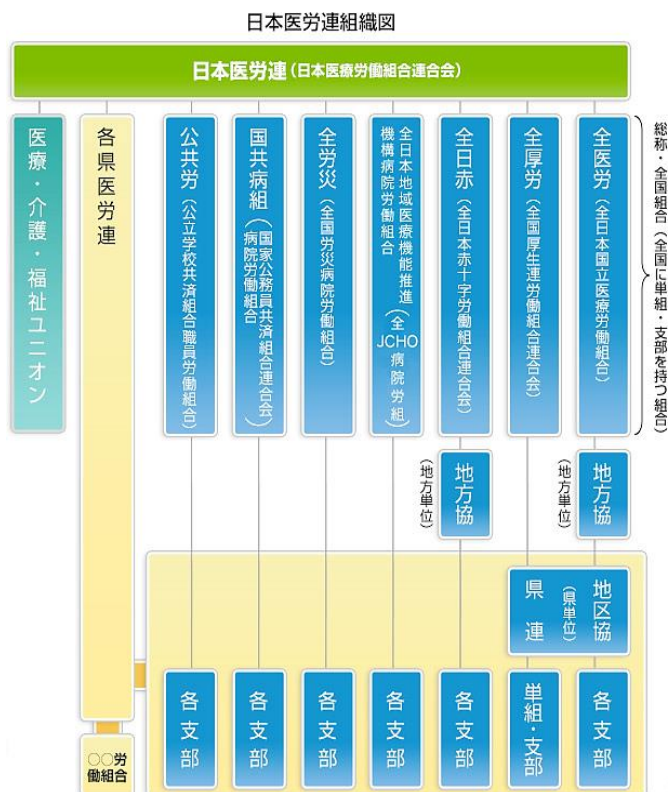 日本医労連組織図
日本医労連(日本医療労働組合連合会)
総称・全国組合(全国に単組・支部を持つ組合)
全医労(全日本国立医療労働組合)
全厚労(全国厚生連労働組合連合会)
全日赤(全日本赤十字労働組合連合会)
全日本地域医療機能推進
機構病院労働組合
(全JCHO病院労組)
全労災(全国労災病院労働組合)
国共病組(国家公務員共済組合連合会
病院労働組合)
公共労(公立学校共済組合職員労働組合)
各県医労連
医療・介護・福祉ユニオン
地方協
(地方単位)
地方協
(地方単位)
地区協
(県単位)
県連
各支部
単組・支部
各支部
各支部
各支部
各支部
各支部
〇〇労
働組合